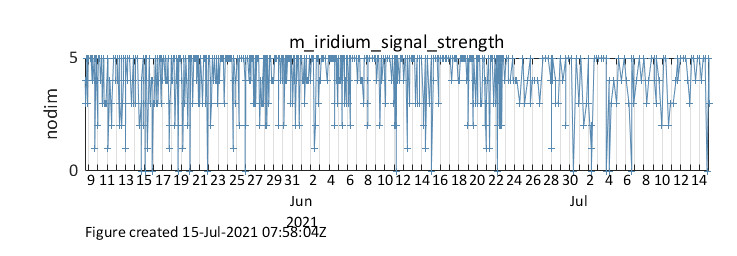 m_iridium_signal_strength
5
nodim
0
9 11 13 15 17 19 21 23 25 27 29 31 2 4 6 8 10 12 14 16 18 20 22 24 26 28 30 2 4 6 8 10 12 14
Jun Jul
2021
Figure created 15-Jul-2021 07:58:04Z